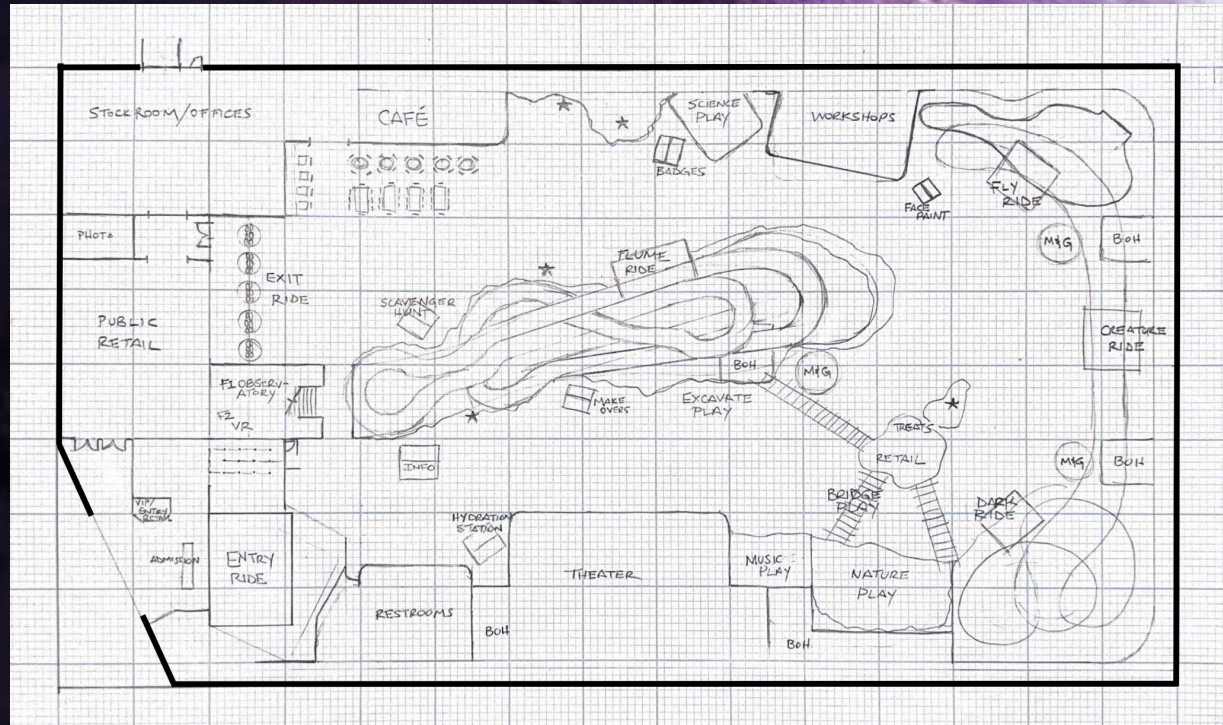 STOCKROOM/OFFICES
CAFÉ
SCIENCE
PLAY
WORKSHOPS
BADGES
FACE
PAINT
FLY
RIDE
PHOTO
EXIT
RIDE
FLUME
RIDE
M&G
BOH
SCAVENGER
HUNT
PUBLIC
RETAIL
CREATURE
RIDE
F1 OBSERV-
ATORY
F2
VR
BOH
M&G
MAKE
OVERS
EXCAVATE
PLAY
TREATS
RETAIL
INFO
M&G
BOH
BRIDGE
PLAY
DARK
RIDE
VIP/
ENTRY
RETAIL
HYDRATION
STATION
ADMISSION
ENTRY
RIDE
THEATER
MUSIC
PLAY
NATURE
PLAY
RESTROOMS
BOH
BOH